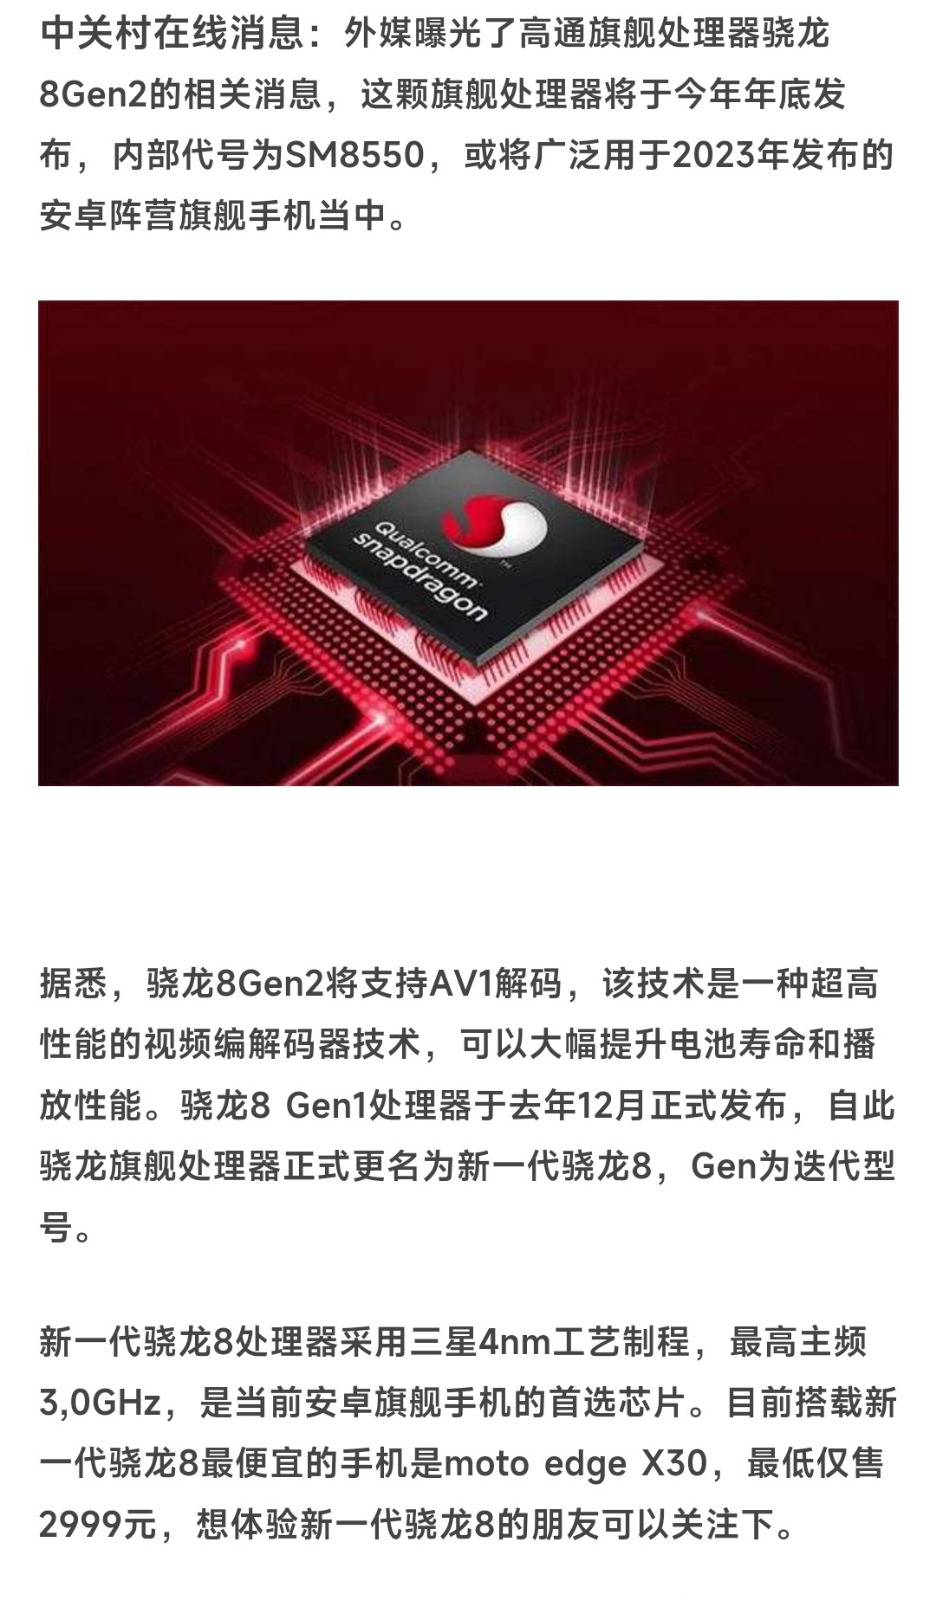 中关村在线消息：外媒曝光了高通旗舰处理器骁龙
8Gen2的相关消息，这颗旗舰处理器将于今年年底发
布，内部代号为SM8550，或将广泛用于2023年发布的
安卓阵营旗舰手机当中。
Qualcomm
snapdragon
TM
据悉，骁龙8Gen2将支持AV1解码，该技术是一种超高
性能的视频编解码器技术，可以大幅提升电池寿命和播
放性能。骁龙8 Gen1处理器于去年12月正式发布，自此
骁龙旗舰处理器正式更名为新一代骁龙8，Gen为迭代型
号。
新一代骁龙8处理器采用三星4nm工艺制程，最高主频
3,0GHz，是当前安卓旗舰手机的首选芯片。目前搭载新
一代骁龙8最便宜的手机是moto edge X30，最低仅售
2999元，想体验新一代骁龙8的朋友可以关注下。